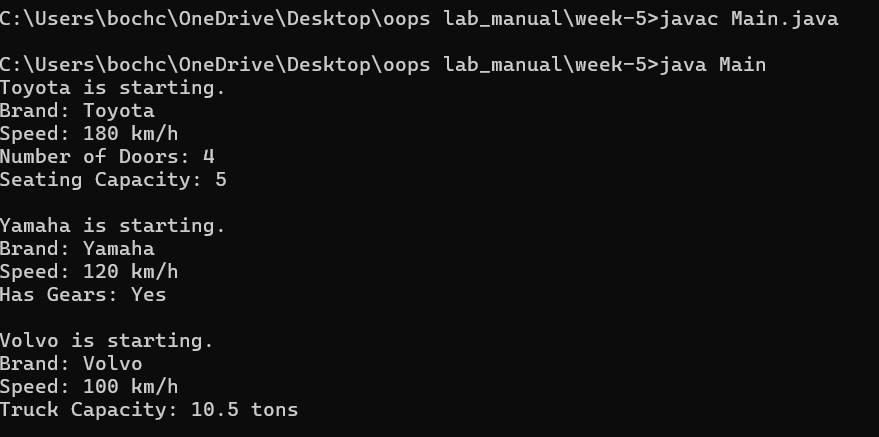 C:\Users\bochc\OneDrive\Desktop\oops lab_manual\week-5>javac Main.java
C:\Users\bochc\OneDrive\Desktop\oops lab_manual\week-5>java Main
Toyota is starting.
Brand: Toyota
Speed: 180 km/h
Number of Doors: 4
Seating Capacity: 5
Yamaha is starting.
Brand: Yamaha
Speed: 120 km/h
Has Gears: Yes
Volvo is starting.
Brand: Volvo
Speed: 100 km/h
Truck Capacity: 10.5 tons